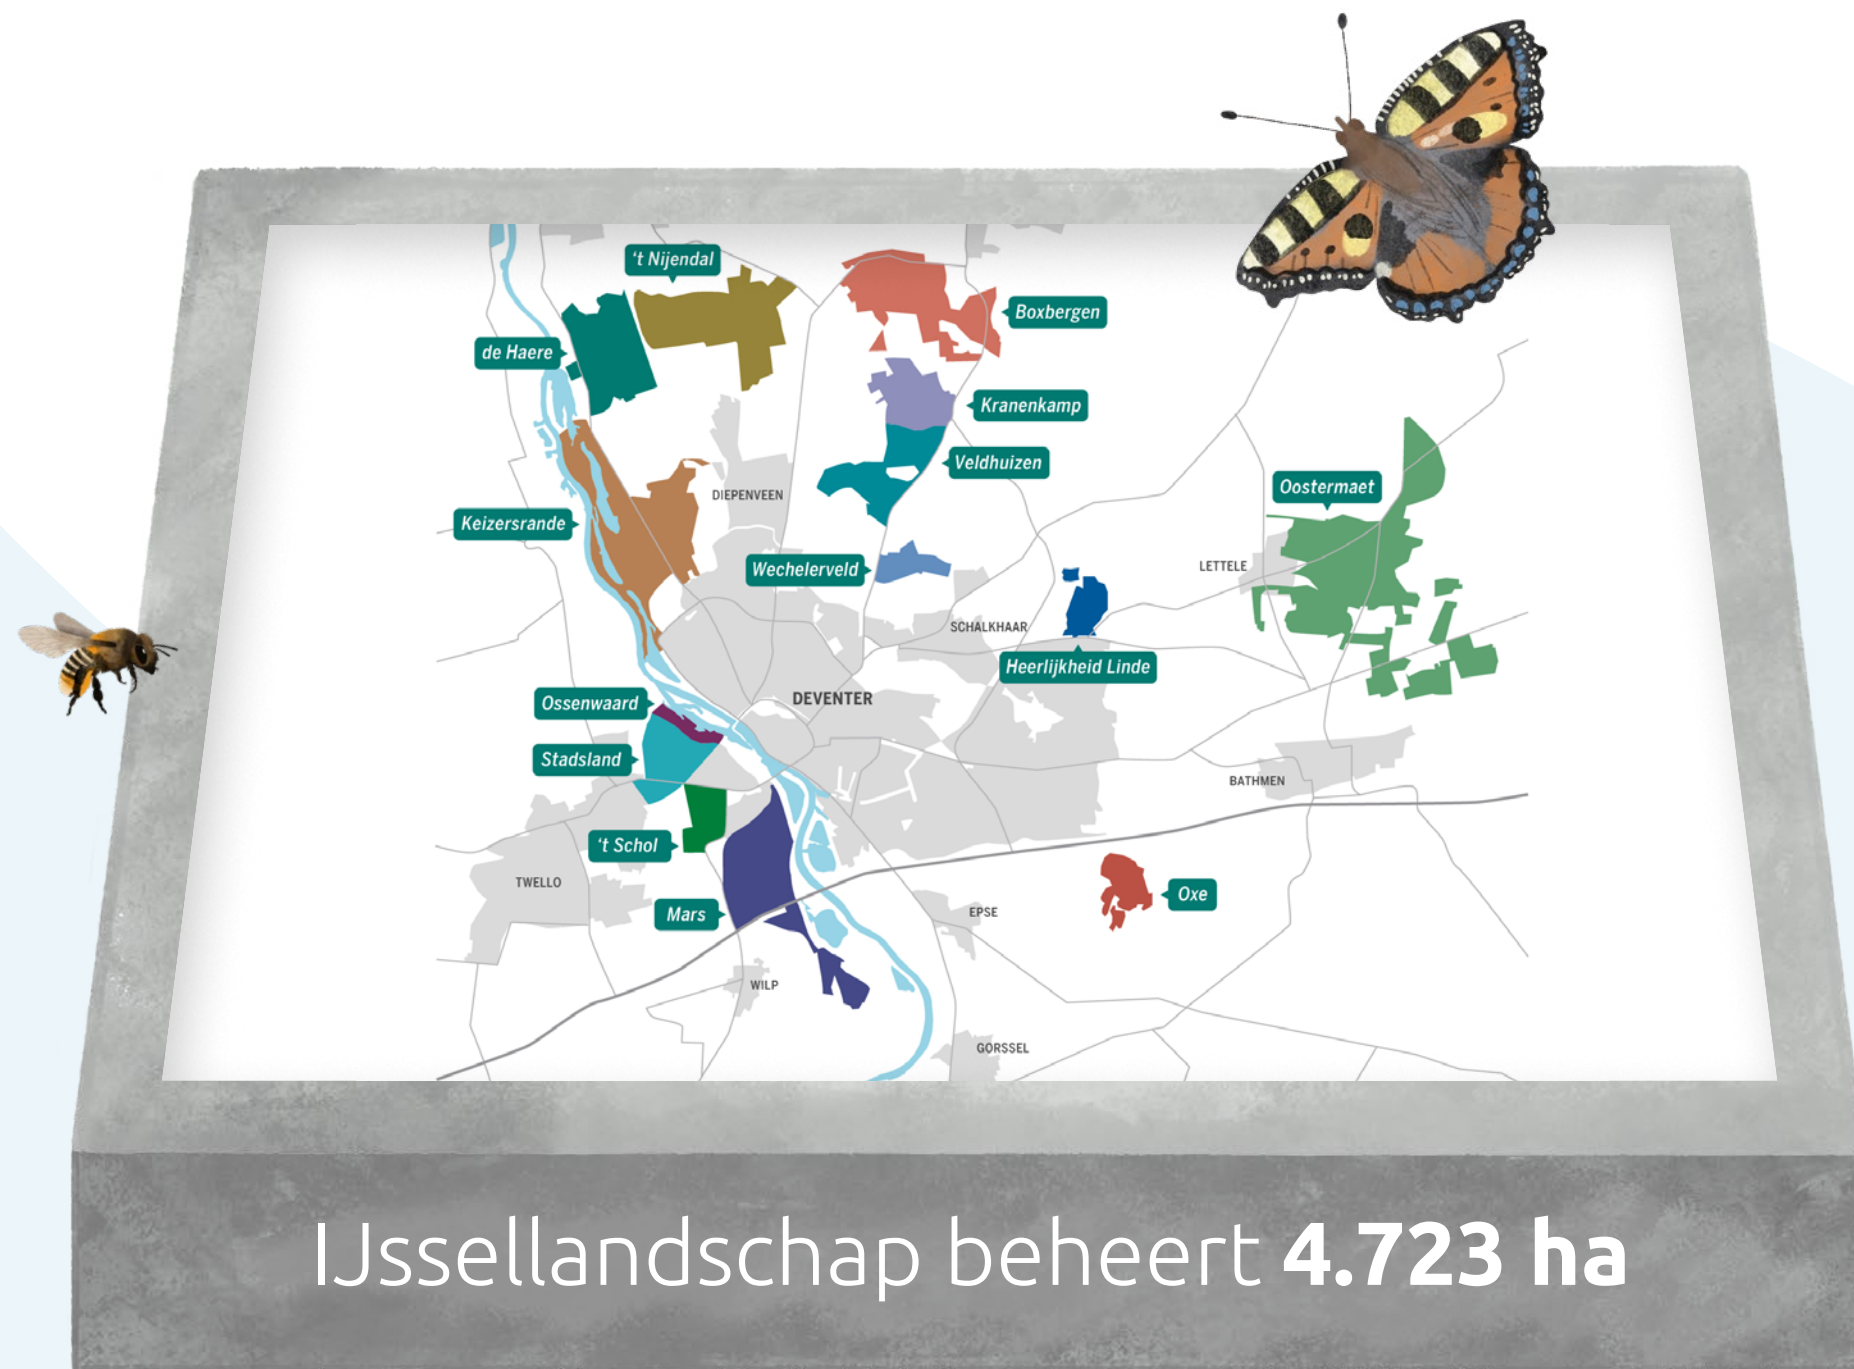 ‘t Nijendal
Boxbergen
de Haere
Kranenkamp
Veldhuizen
Oostermaet
DIEPENVEEN
Keizersrande
Wechelerveld
LETTELE
SCHALKHAAR
Heerlijkheid Linde
Ossenwaard
DEVENTER
Stadsland
BATHMEN
‘t Schol
TWELLO
Oxe
Mars
EPSE
WILP
GORSSEL
IJssellandschap beheert 4.723 ha